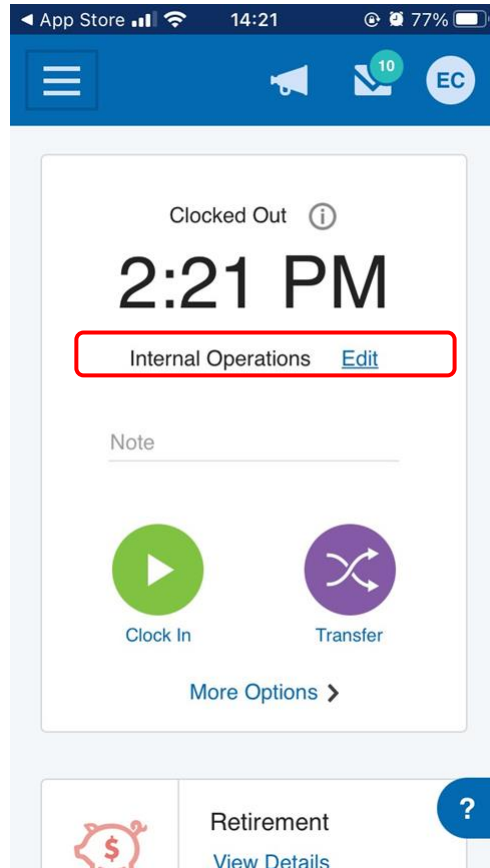 ◀ App Store 14:21 77%
10
EC
Clocked Out i
2:21 PM
Internal Operations Edit
Note
Clock In Transfer
More Options >
$
Retirement
?
View Details